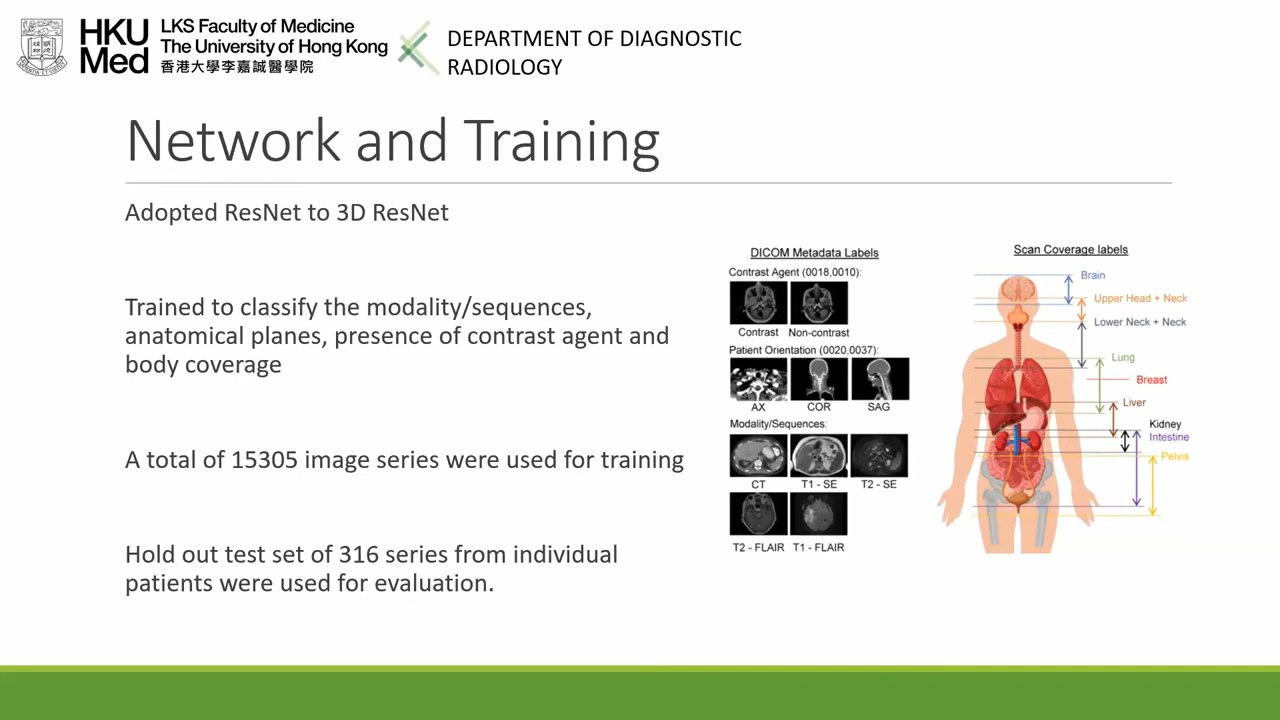 HKU
Med
LKS Faculty of Medicine
The University of Hong Kong
香港大學李嘉誠醫學院
DEPARTMENT OF DIAGNOSTIC
RADIOLOGY
Network and Training
Adopted ResNet to 3D ResNet
Trained to classify the modality/sequences,
anatomical planes, presence of contrast agent and
body coverage
A total of 15305 image series were used for training
Hold out test set of 316 series from individual
patients were used for evaluation.
DICOM Metadata Labels
Contrast Agent (0018,0010):
Contrast Non-contrast
Patient Orientation (0020,0037):
AX COR SAG
Modality/Sequences:
CT T1 - SE T2 - SE
T2 - FLAIR T1 - FLAIR
Scan Coverage labels
Brain
Upper Head + Neck
Lower Neck + Neck
Lung
Breast
Liver
Kidney
Intestine
Pelvis